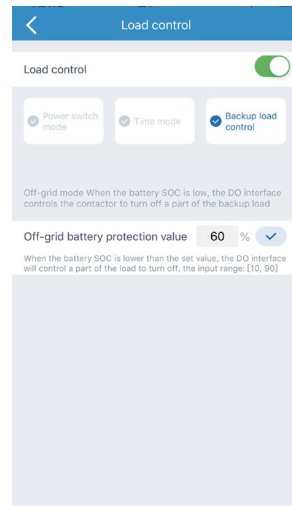 Load control
Load control
Power switch
mode
Time mode
Backup load
control
Off-grid mode When the battery SOC is low, the DO interface
controls the contactor to turn off a part of the backup load
Off-grid battery protection value 60 %
When the battery SOC is lower than the set value, the DO interface
will control a part of the load to turn off, the input range: [10, 90]